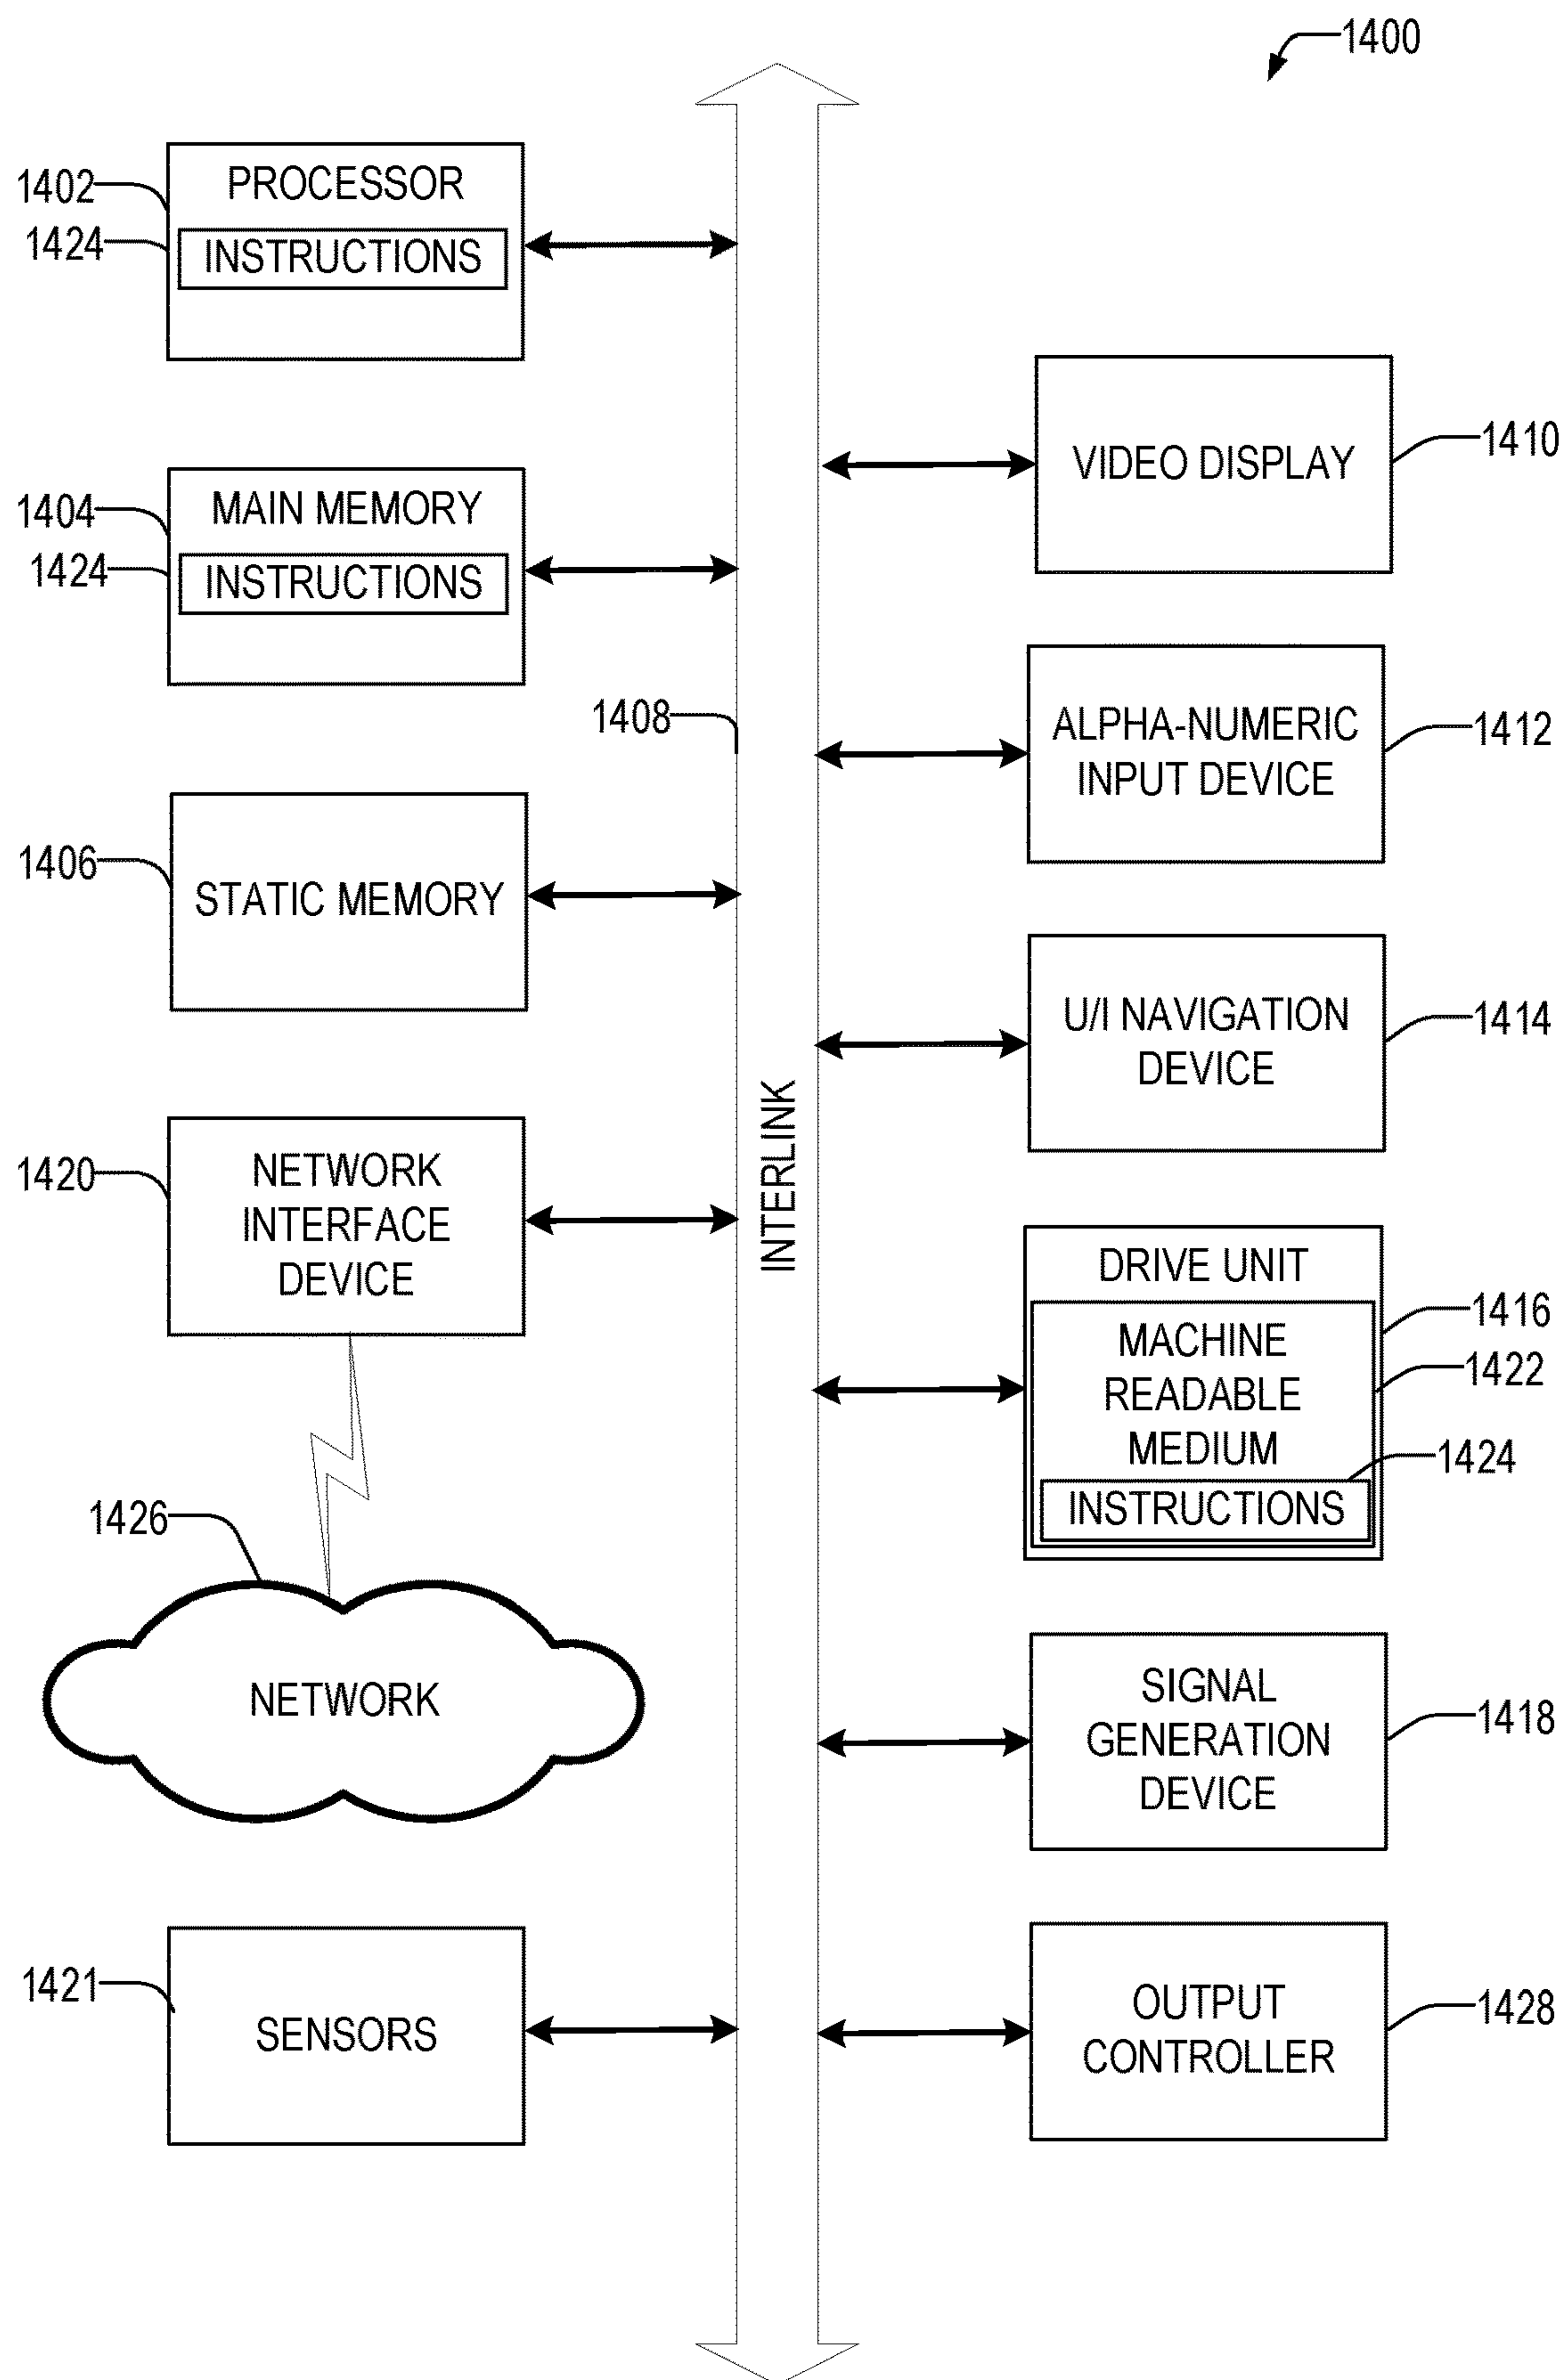 1400
1402
PROCESSOR
1424
INSTRUCTIONS
1404
MAIN MEMORY
1424
INSTRUCTIONS
1408
1406
STATIC MEMORY
1420
NETWORK
INTERFACE
DEVICE
1426
NETWORK
1421
SENSORS
INTERLINK
VIDEO DISPLAY
1410
ALPHA-NUMERIC
INPUT DEVICE
1412
U/I NAVIGATION
DEVICE
1414
DRIVE UNIT
1416
MACHINE
READABLE
MEDIUM
1422
1424
INSTRUCTIONS
SIGNAL
GENERATION
DEVICE
1418
OUTPUT
CONTROLLER
1428